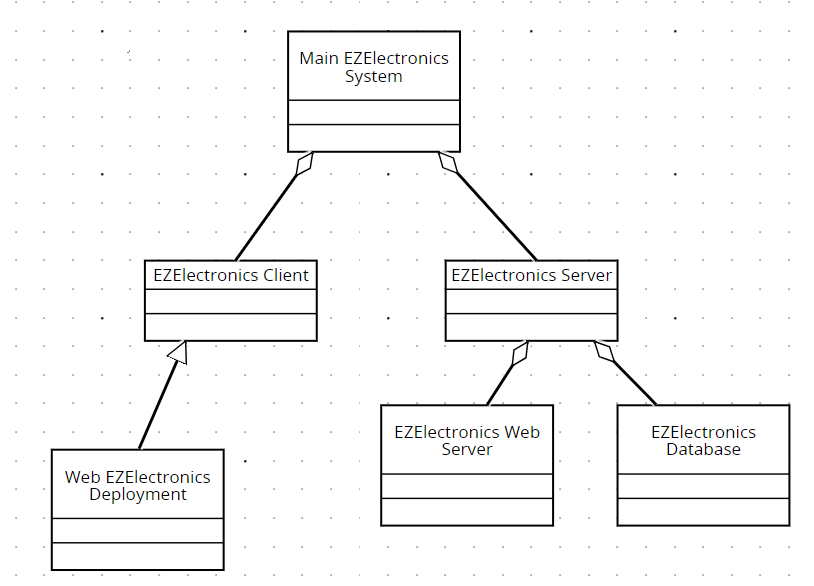 Main EZElectronics
System
EZElectronics Client
EZElectronics Server
EZElectronics Web
Server
EZElectronics
Database
Web EZElectronics
Deployment